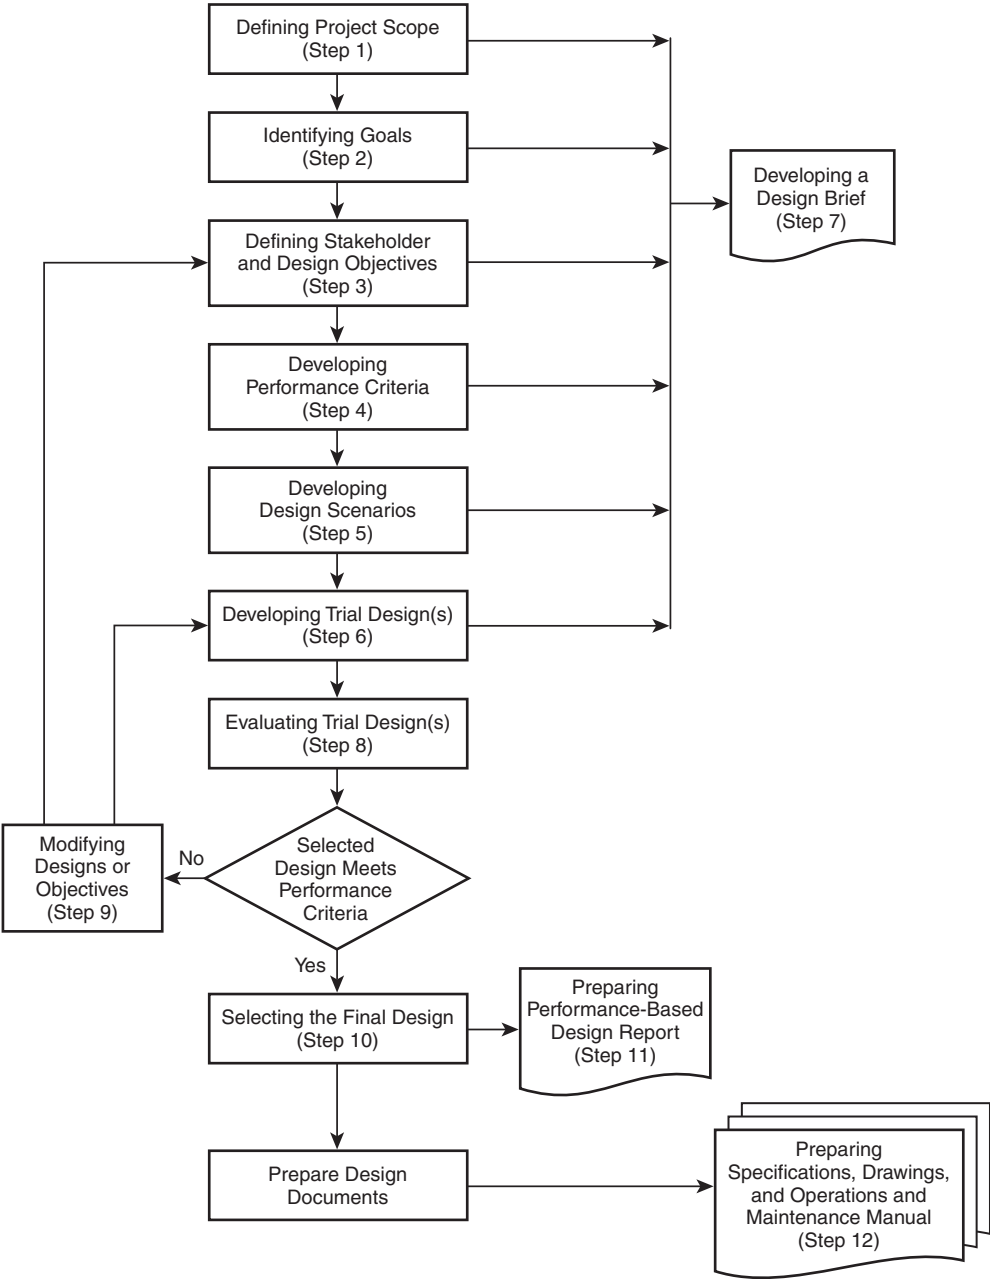 Defining Project Scope
(Step 1)
Identifying Goals
(Step 2)
Developing a
Design Brief
(Step 7)
Defining Stakeholder
and Design Objectives
(Step 3)
Developing
Performance Criteria
(Step 4)
Developing
Design Scenarios
(Step 5)
Developing Trial Design(s)
(Step 6)
Evaluating Trial Design(s)
(Step 8)
Selected
Design Meets
Performance
Criteria
No
Modifying
Designs or
Objectives
(Step 9)
Yes
Selecting the Final Design
(Step 10)
Preparing
Performance-Based
Design Report
(Step 11)
Prepare Design
Documents
Preparing
Specifications, Drawings,
and Operations and
Maintenance Manual
(Step 12)